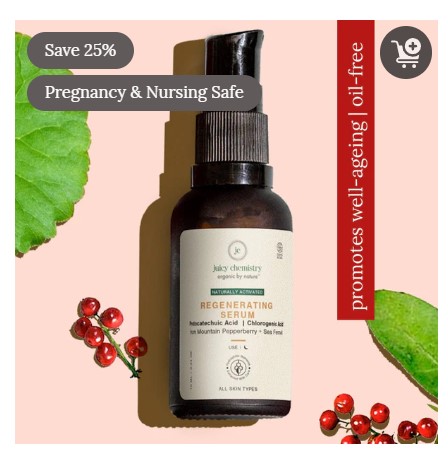 Save 25%
Pregnancy & Nursing Safe
promotes well-ageing | oil-free
jc
juicy chemistry
organic by nature
NATURALLY ACTIVATED
REGENERATING
SERUM
Protocatechuic Acid | Chlorogenic Acid
Mountain Pepperberry + Sea Fennel
ALL SKIN TYPES